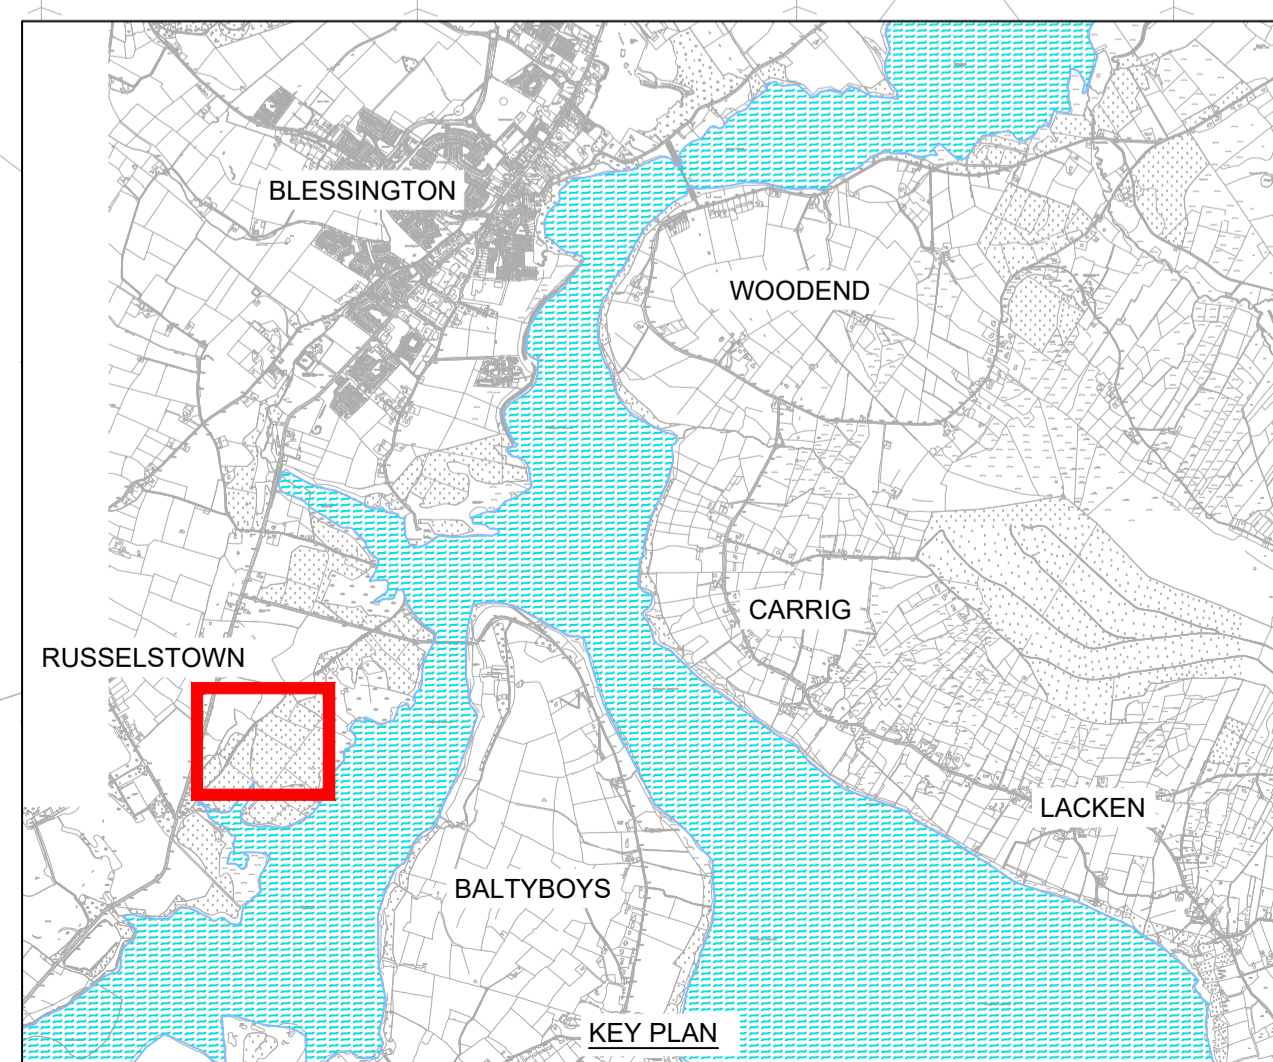 BLESSINGTON
WOODEND
CARRIG
RUSSELSTOWN
LACKEN
BALTYBOYS
KEY PLAN